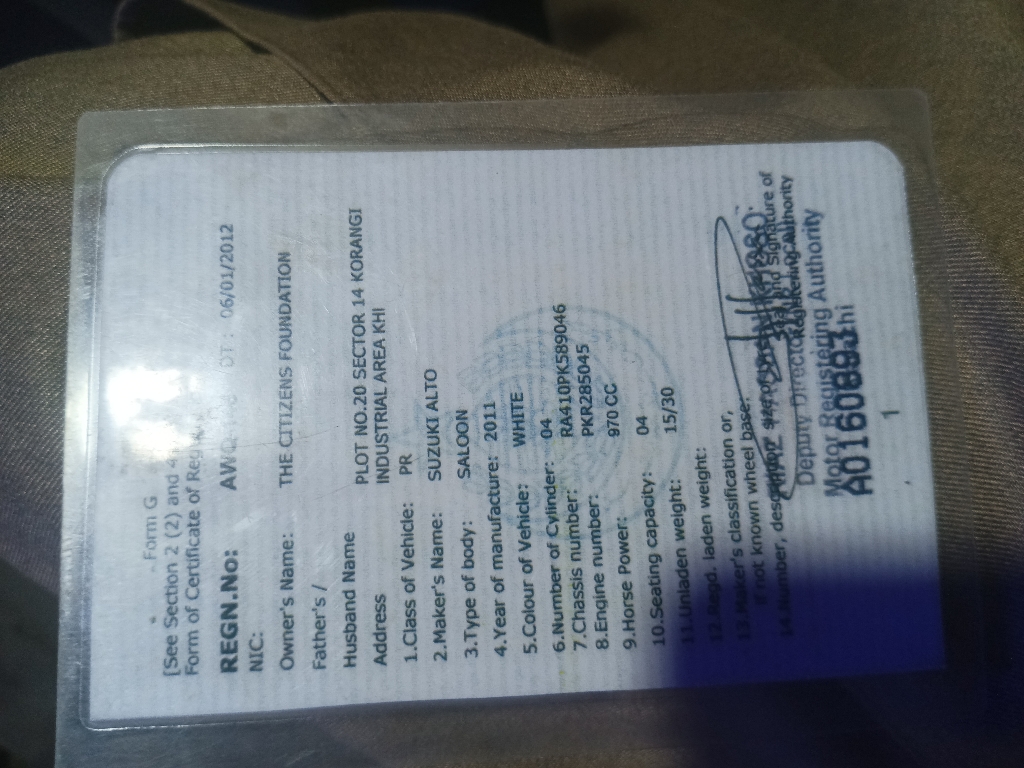 Form G
[See Section 2 (2) and 4
Form of Certificate of
REGN.No: DT: 06/01/2012
NIC:
Owner's Name: THE CITIZENS FOUNDATION
Father's /
Husband Name
Address PLOT NO.20 SECTOR 14 KORANGI
INDUSTRIAL AREA KHI
1.Class of Vehicle: PR
2.Maker's Name: SUZUKI ALTO
3.Type of body: SALOON
4.Year of manufacture: 2011
5.Colour of Vehicle: WHITE
6.Number of Cylinder: 04
7.Chassis number: RA410PK589046
8.Engine number: PKR285045
9.Horse Power: 970 CC
10.Seating capacity: 04
11.Unladen weight: 15/30
12.Regd. laden weight:
13.Maker's classification or,
if not known wheel base:
14.Number,
Seal and Signature of
Registering Authority
Deputy Director
Motor Registering Authority
A0160893
1